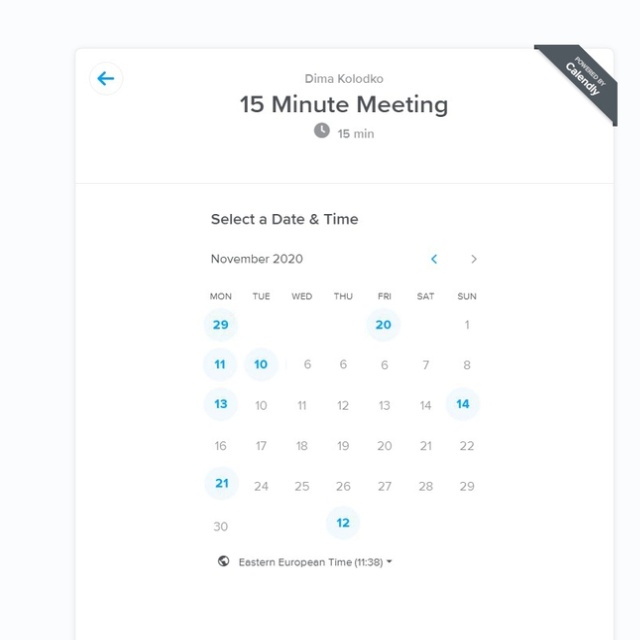 POWERED BY
Calendly
Dima Kolodko
15 Minute Meeting
15 min
Select a Date & Time
November 2020
MON TUE WED THU FRI SAT SUN
29 20 1
11 10 6 6 6 7 8
13 10 11 12 13 14 14
16 17 18 19 20 21 22
21 24 25 26 27 28 29
30 12
Eastern European Time (11:38)